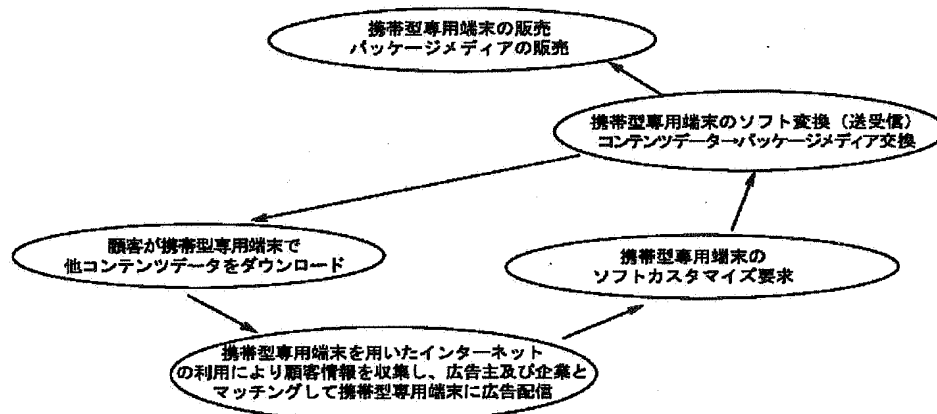 携帯型専用端末の販売
パッケージメディアの販売
携帯型専用端末のソフト変換（送受信）
コンテンツデーター→パッケージメディア交換
顧客が携帯型専用端末で
他コンテンツデータをダウンロード
携帯型専用端末の
ソフトカスタマイズ要求
携帯型専用端末を用いたインターネット
の利用により顧客情報を収集し、広告主及び企業と
マッチングして携帯型専用端末に広告配信